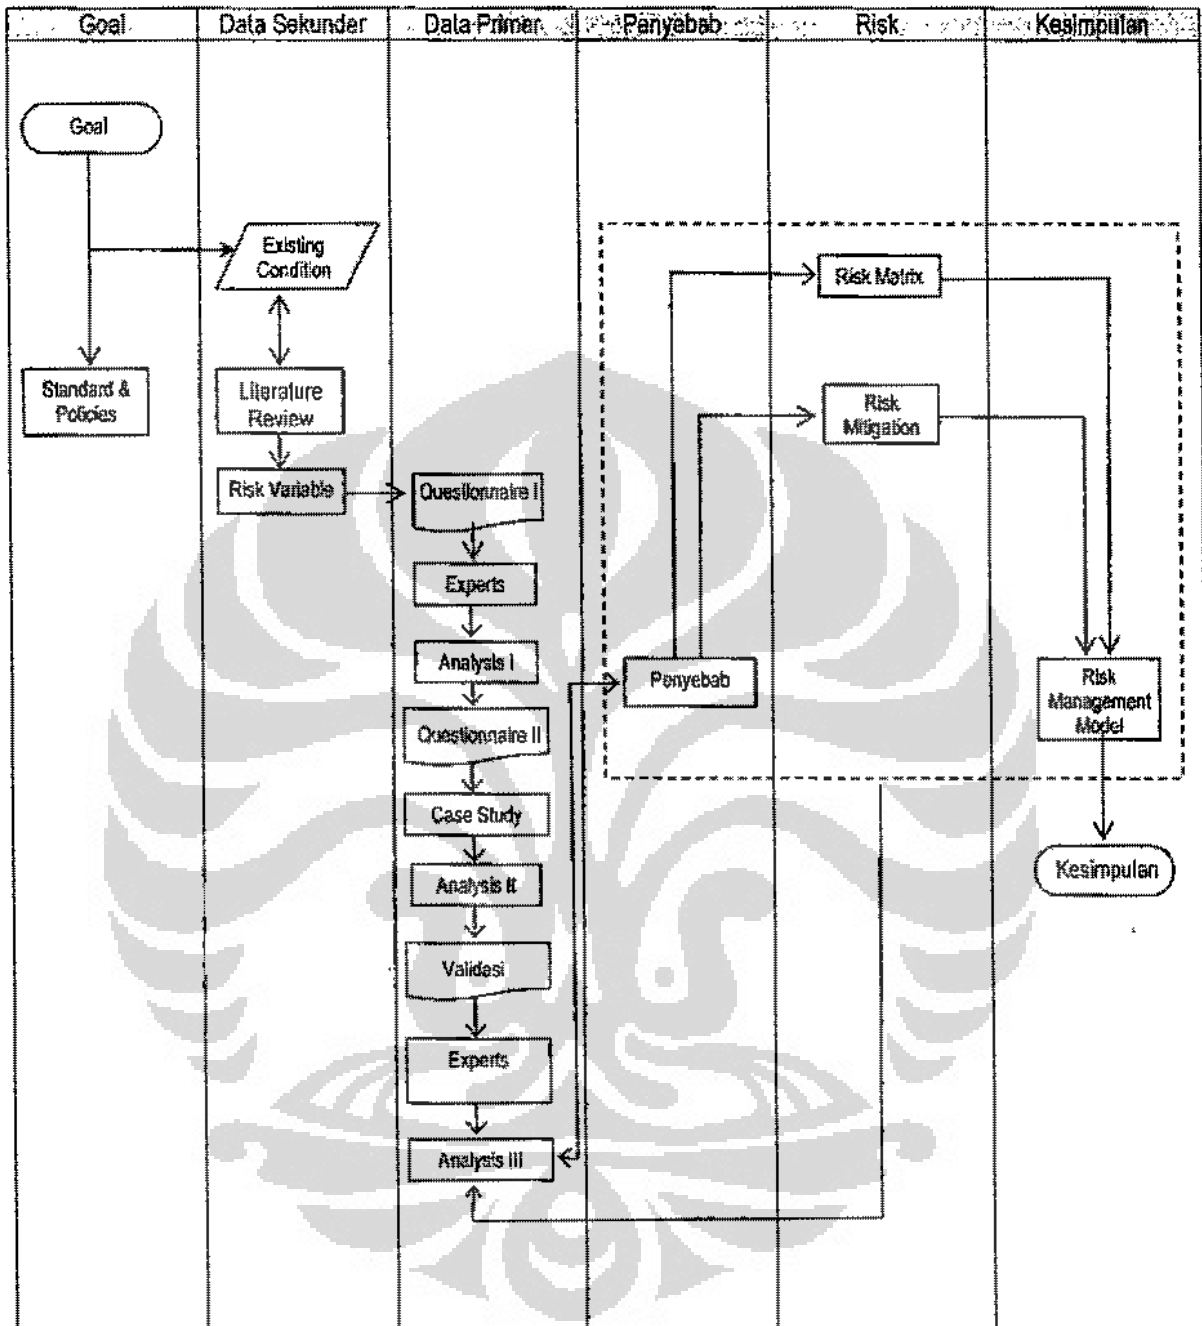 Goal
Data Sekunder
Data Primer
Penyebab
Risk
Kesimpulan
Goal
Existing
Condition
Standard &
Policies
Literature
Review
Risk Variable
Questionnaire I
Experts
Analysis I
Questionnaire II
Case Study
Analysis II
Validasi
Experts
Analysis III
Penyebab
Risk Matrix
Risk
Mitigation
Risk
Management
Model
Kesimpulan